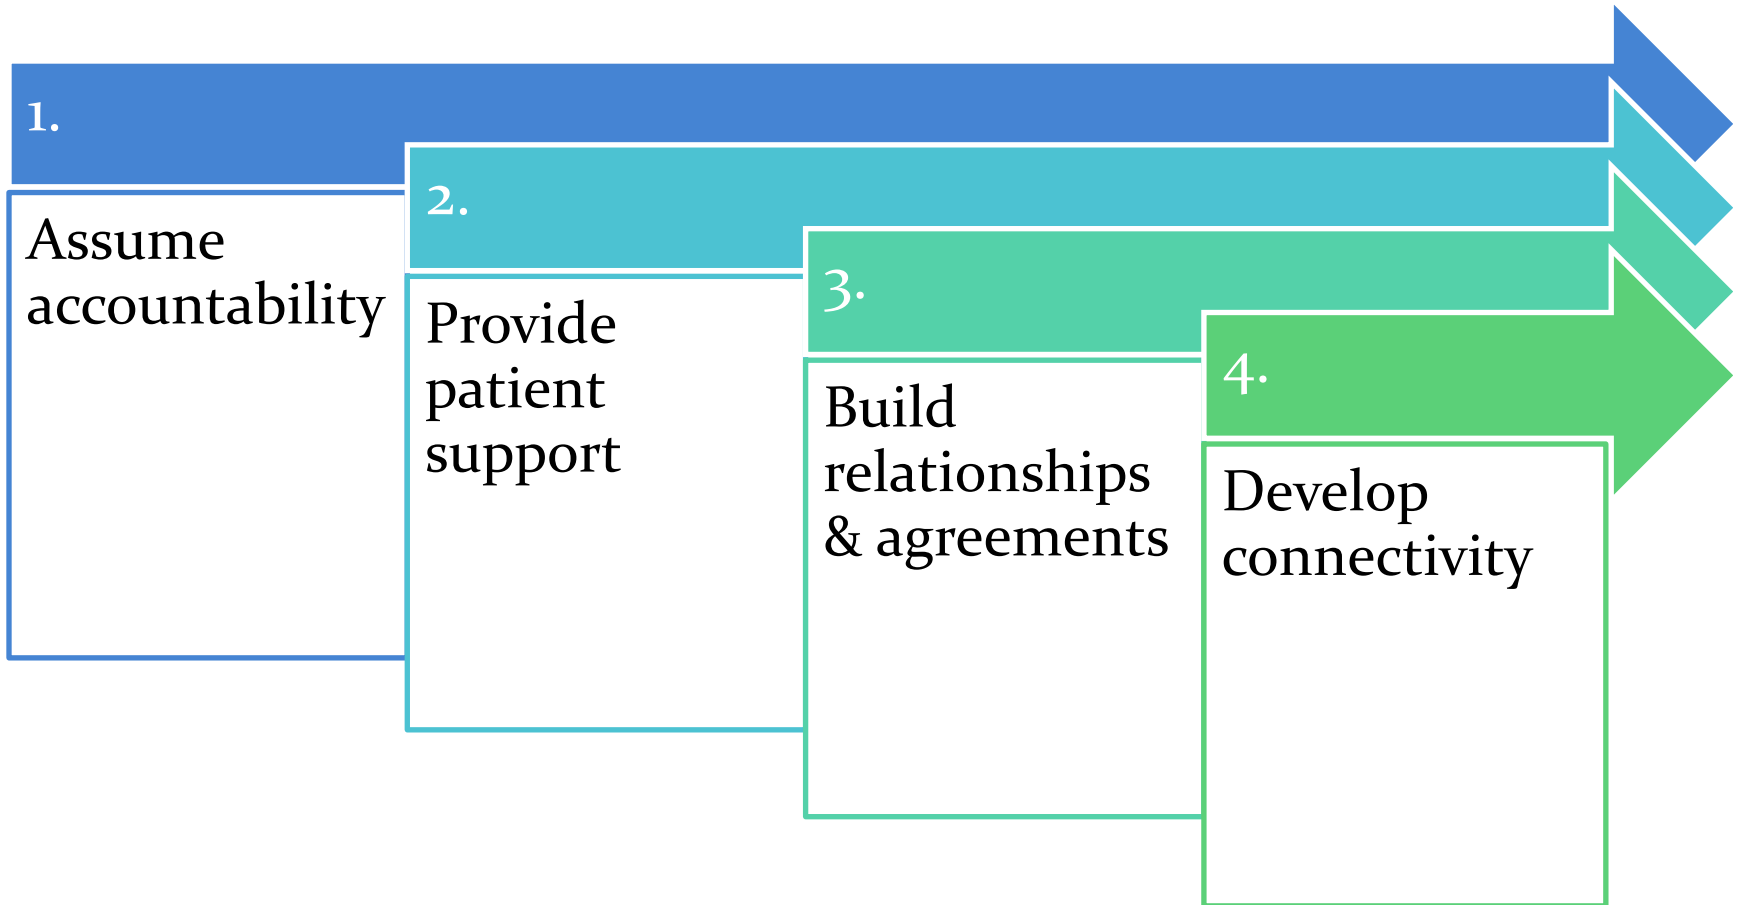 1.
Assume
accountability
2.
Provide
patient
support
3.
Build
relationships
& agreements
4.
Develop
connectivity